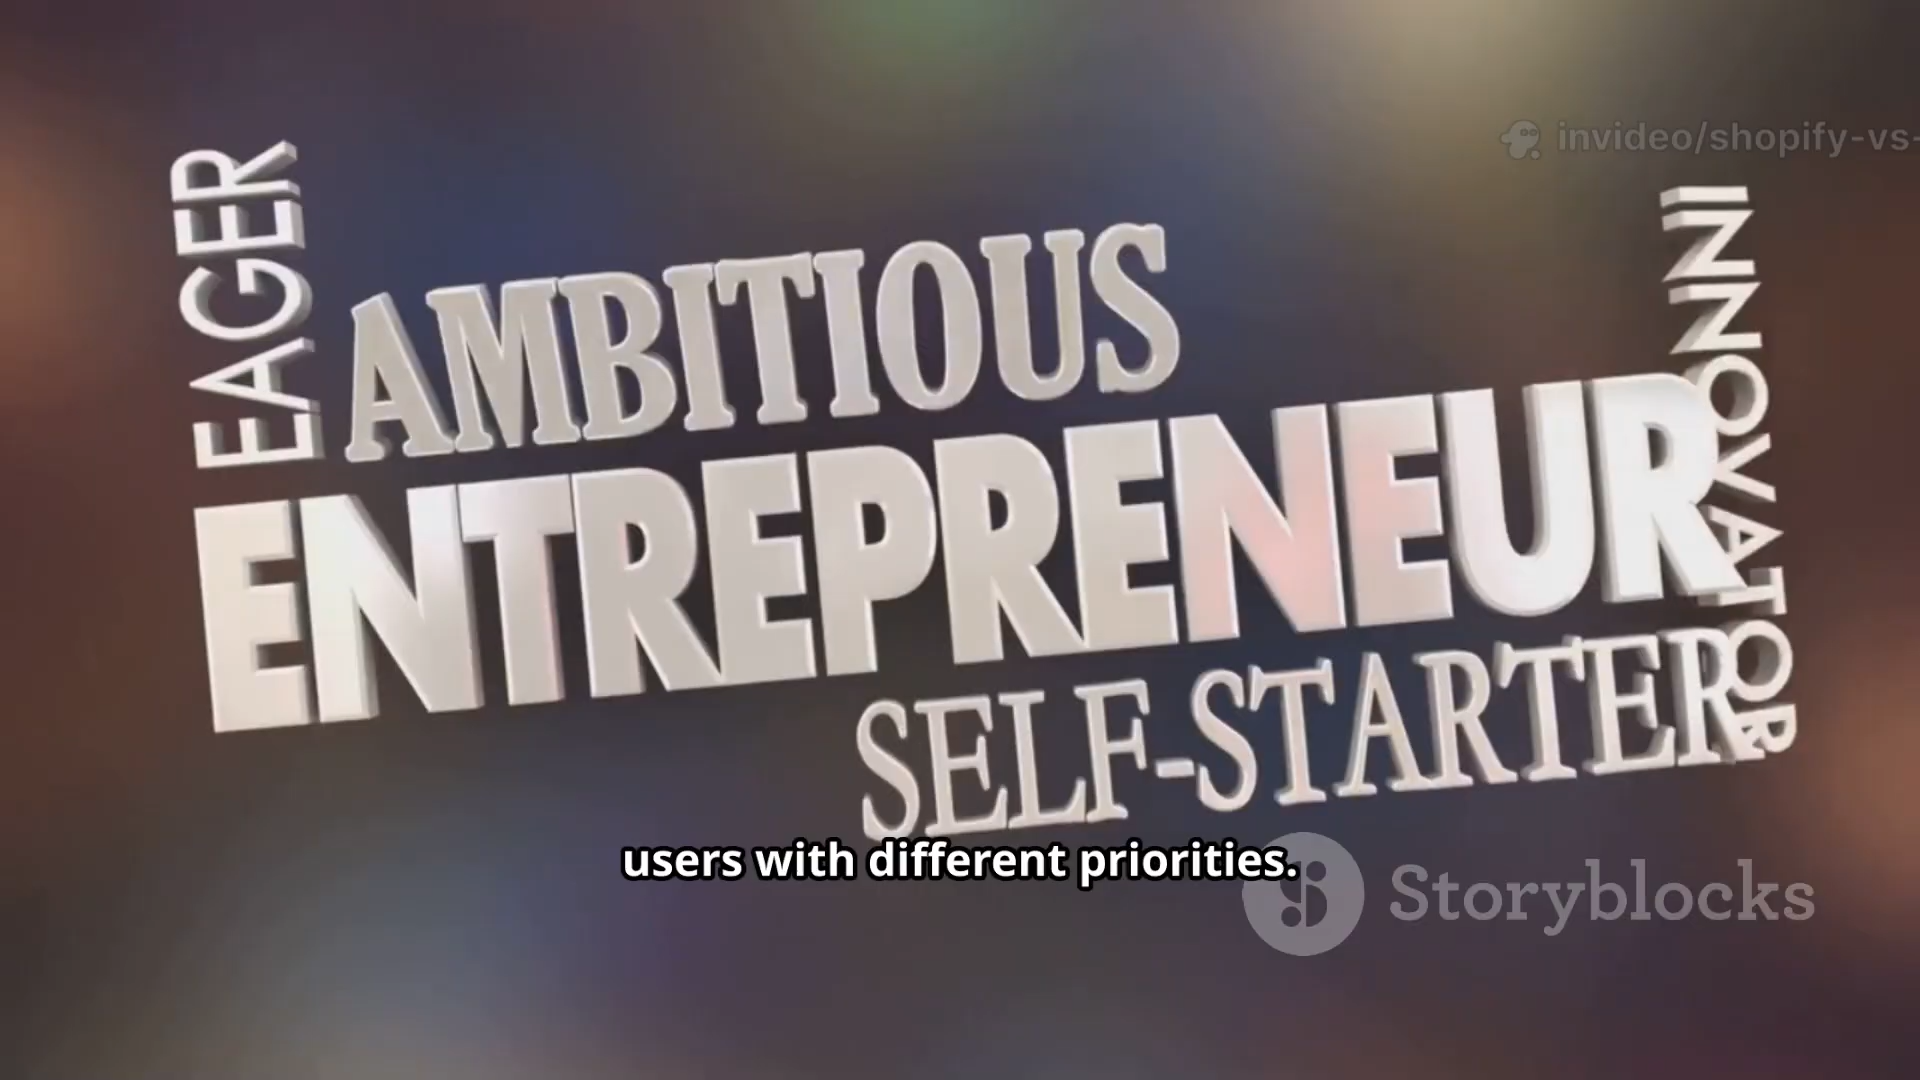 invideo/shopify-vs-
EAGER
AMBITIOUS
INNOVATOR
ENTREPRENEUR
SELF-STARTER
users with different priorities.
Storyblocks